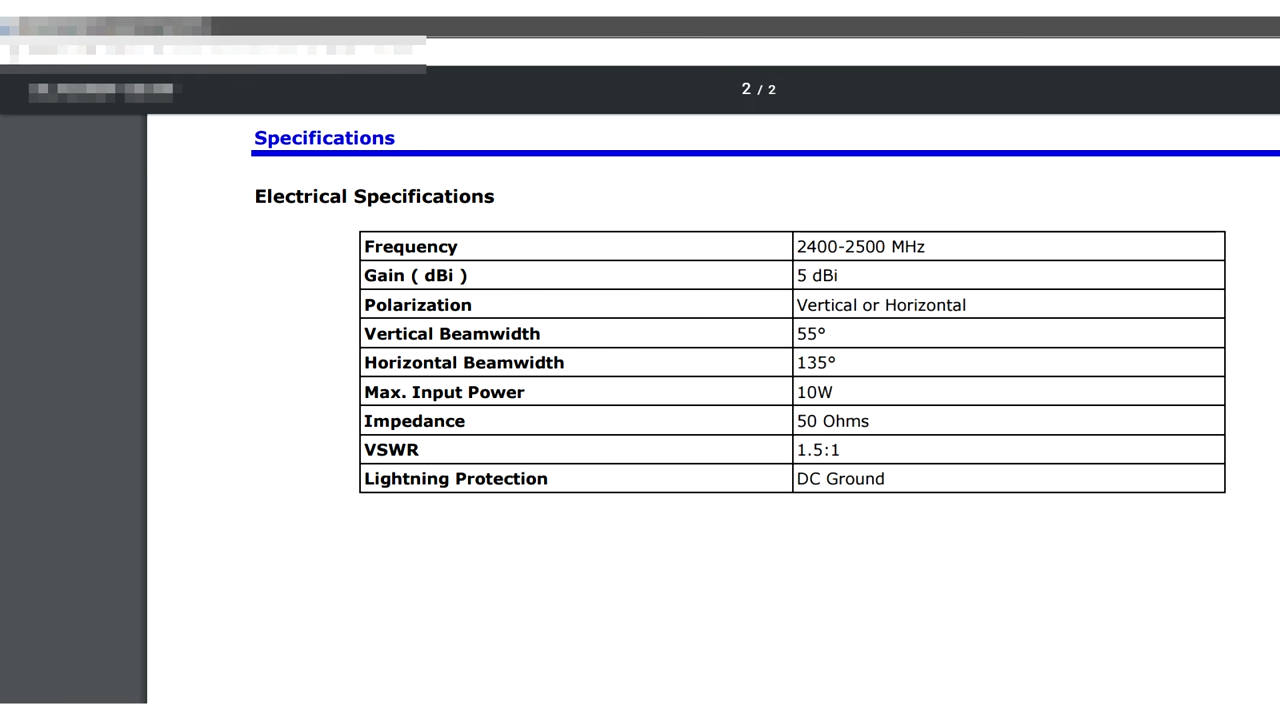 2 / 2
Specifications
Electrical Specifications
Frequency 2400-2500 MHz
Gain ( dBi ) 5 dBi
Polarization Vertical or Horizontal
Vertical Beamwidth 55°
Horizontal Beamwidth 135°
Max. Input Power 10W
Impedance 50 Ohms
VSWR 1.5:1
Lightning Protection DC Ground